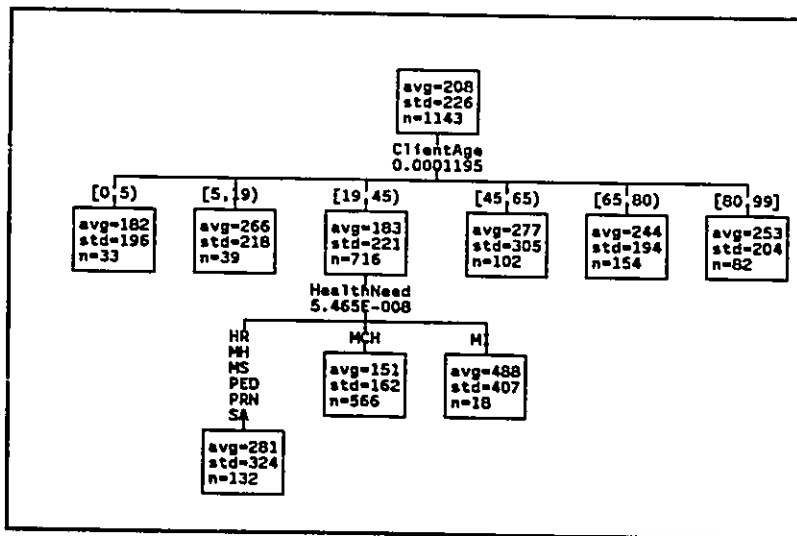 avg=208
std=226
n=1143
ClientAge
0.0001195
[0,5)
[5,19)
[19,45)
[45,65)
[65,80)
[80,99]
avg=182
std=196
n=33
avg=266
std=218
n=39
avg=183
std=221
n=716
avg=277
std=305
n=102
avg=244
std=194
n=154
avg=253
std=204
n=82
HealthNeed
5.465E-008
HR
MH
MS
PED
PRN
SA
MCH
avg=151
std=162
n=566
avg=488
std=407
n=18
avg=281
std=324
n=132